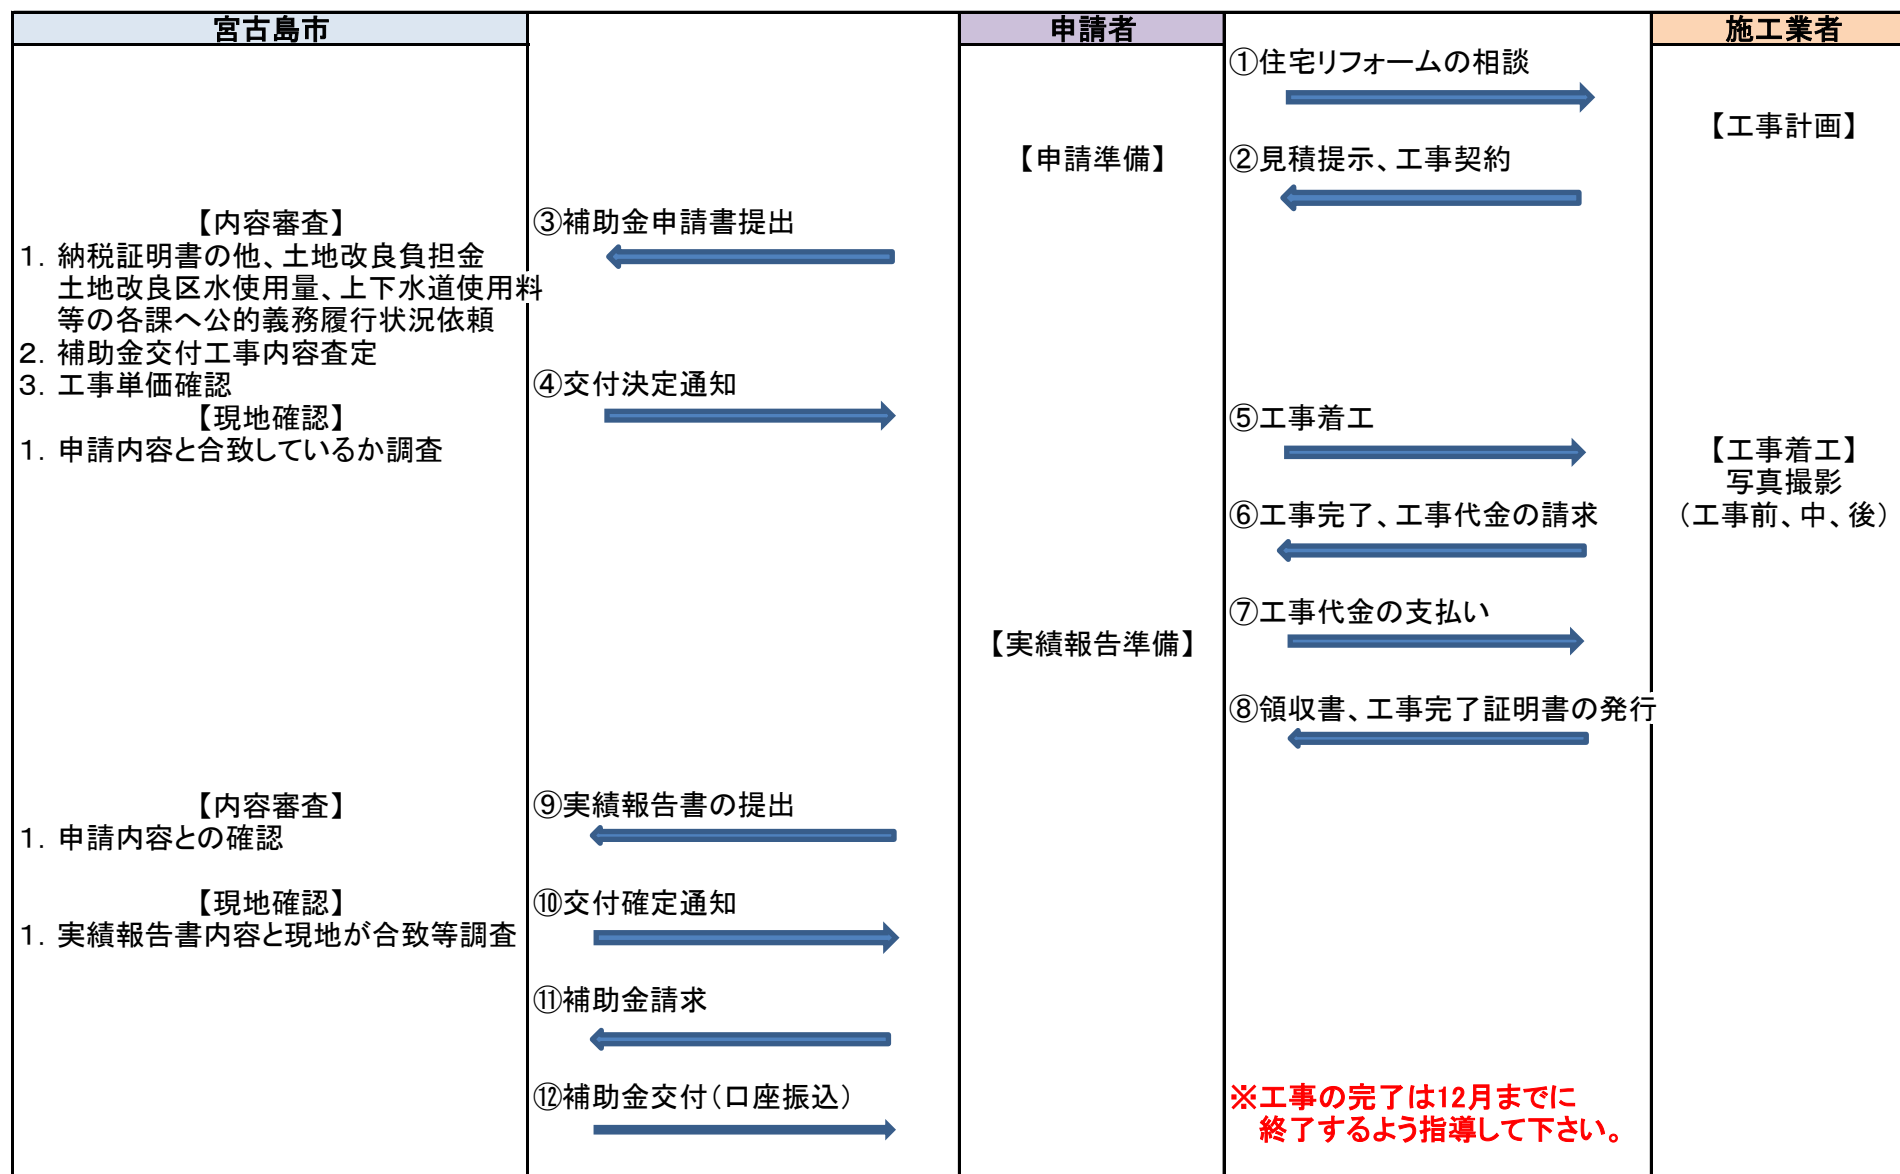 宮古島市
申請者
施工業者
①住宅リフォームの相談
【工事計画】
【申請準備】
②見積提示、工事契約
【内容審査】
③補助金申請書提出
1．納税証明書の他、土地改良負担金
土地改良区水使用量、上下水道使用料
等の各課へ公的義務履行状況依頼
2．補助金交付工事内容査定
3．工事単価確認
④交付決定通知
【現地確認】
⑤工事着工
1．申請内容と合致しているか調査
【工事着工】
写真撮影
⑥工事完了、工事代金の請求
（工事前、中、後）
⑦工事代金の支払い
【実績報告準備】
⑧領収書、工事完了証明書の発行
【内容審査】
⑨実績報告書の提出
1．申請内容との確認
【現地確認】
⑩交付確定通知
1．実績報告書内容と現地が合致等調査
⑪補助金請求
⑫補助金交付（口座振込）
※工事の完了は12月までに
終了するよう指導して下さい。